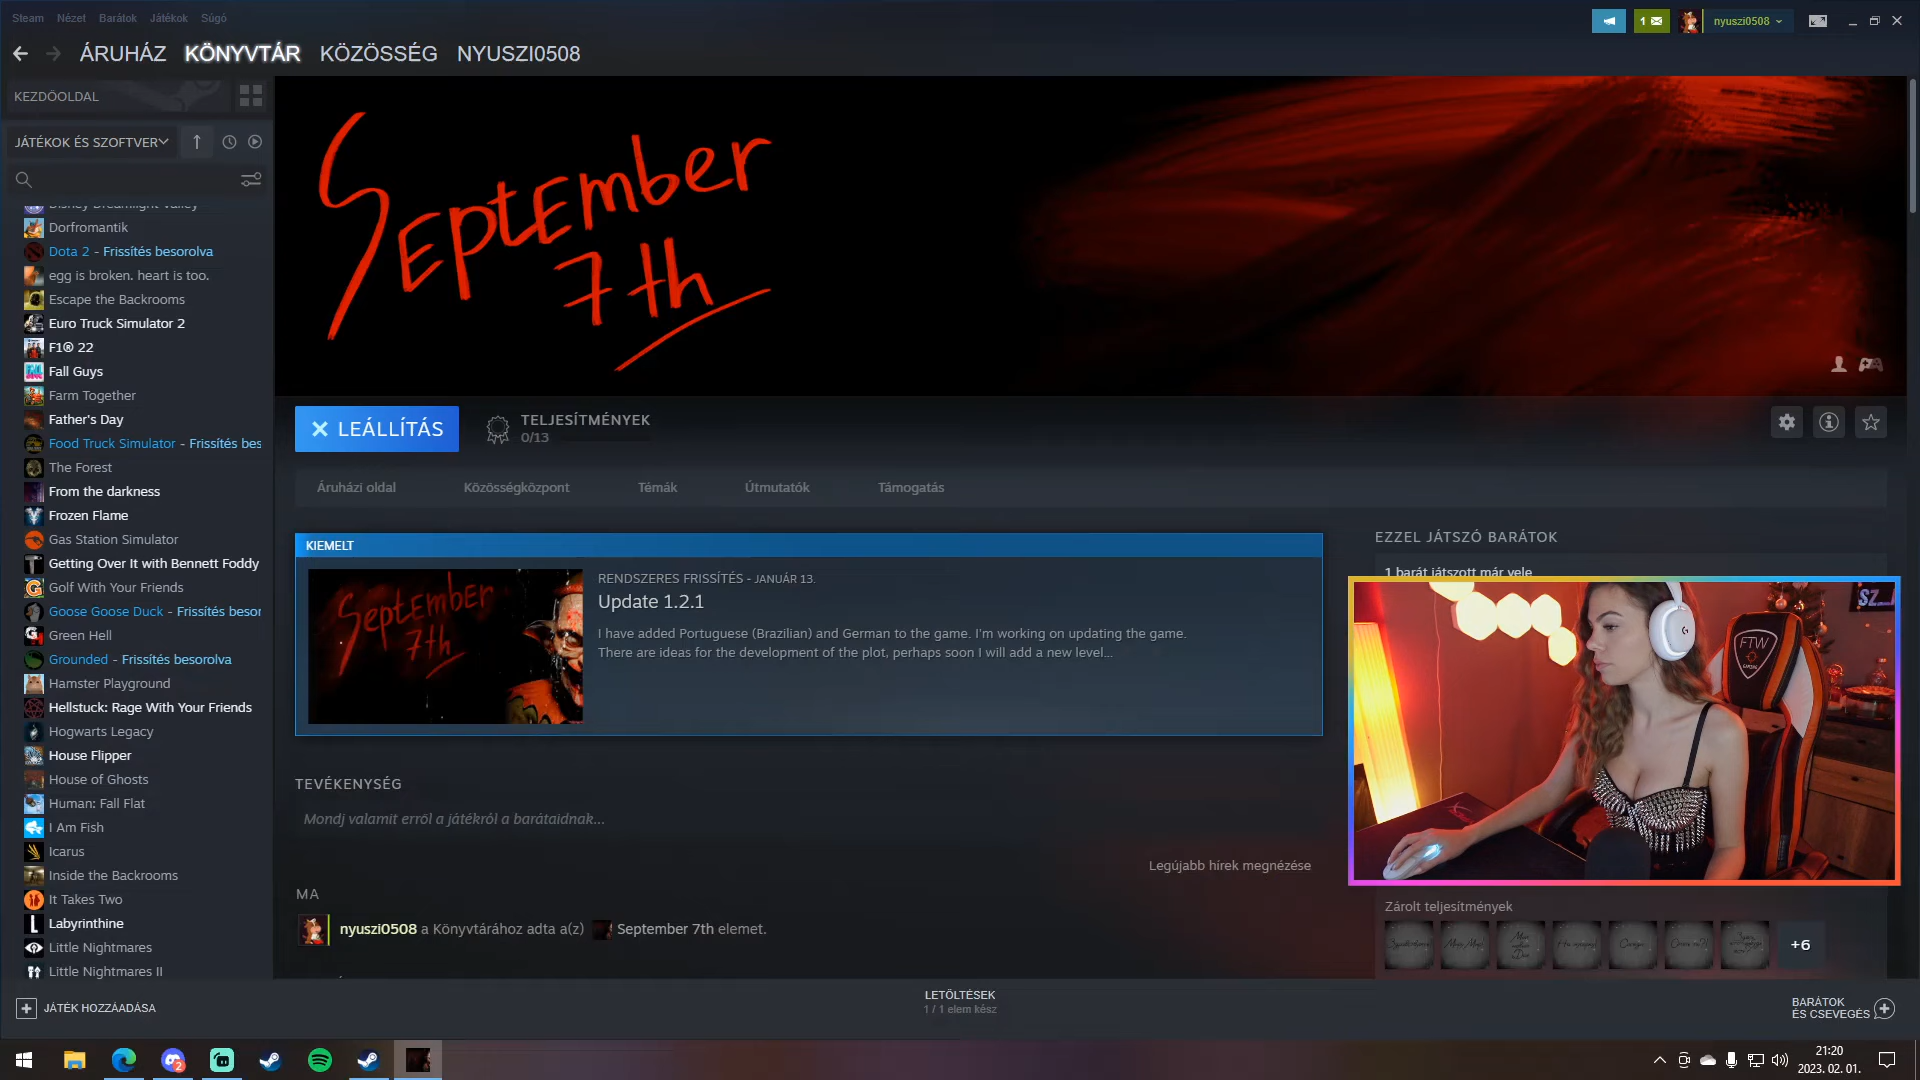 Steam Nézet Barátok Játékok Súgó
1
nyuszi0508
ÁRUHÁZ KÖNYVTÁR KÖZÖSSÉG NYUSZI0508
KEZDŐOLDAL
JÁTÉKOK ÉS SZOFTVER
Disney Dreamlight Valley
Dorfromantik
Dota 2 - Frissítés besorolva
egg is broken. heart is too.
Escape the Backrooms
Euro Truck Simulator 2
F1® 22
Fall Guys
Farm Together
Father's Day
Food Truck Simulator - Frissítés bes
The Forest
From the darkness
Frozen Flame
Gas Station Simulator
Getting Over It with Bennett Foddy
Golf With Your Friends
Goose Goose Duck - Frissítés besor
Green Hell
Grounded - Frissítés besorolva
Hamster Playground
Hellstuck: Rage With Your Friends
Hogwarts Legacy
House Flipper
House of Ghosts
Human: Fall Flat
I Am Fish
Icarus
Inside the Backrooms
It Takes Two
Labyrinthine
Little Nightmares
Little Nightmares II
September
7th
LEÁLLÍTÁS
TELJESÍTMÉNYEK
0/13
Áruházi oldal Közösségközpont Témák Útmutatók Támogatás
KIEMELT
September
7th
RENDSZERES FRISSÍTÉS - JANUÁR 13.
Update 1.2.1
I have added Portuguese (Brazilian) and German to the game. I'm working on updating the game.
There are ideas for the development of the plot, perhaps soon I will add a new level...
EZZEL JÁTSZÓ BARÁTOK
1 barát játszott már vele
FTW
TEVÉKENYSÉG
Mondj valamit erről a játékról a barátaidnak...
Legújabb hírek megnézése
MA
nyuszi0508 a Könyvtárához adta a(z) September 7th elemet.
Zárolt teljesítmények
+6
JÁTÉK HOZZÁADÁSA
LETÖLTÉSEK
1 / 1 elem kész
BARÁTOK
ÉS CSEVEGÉS
2
21:20
2023. 02. 01.